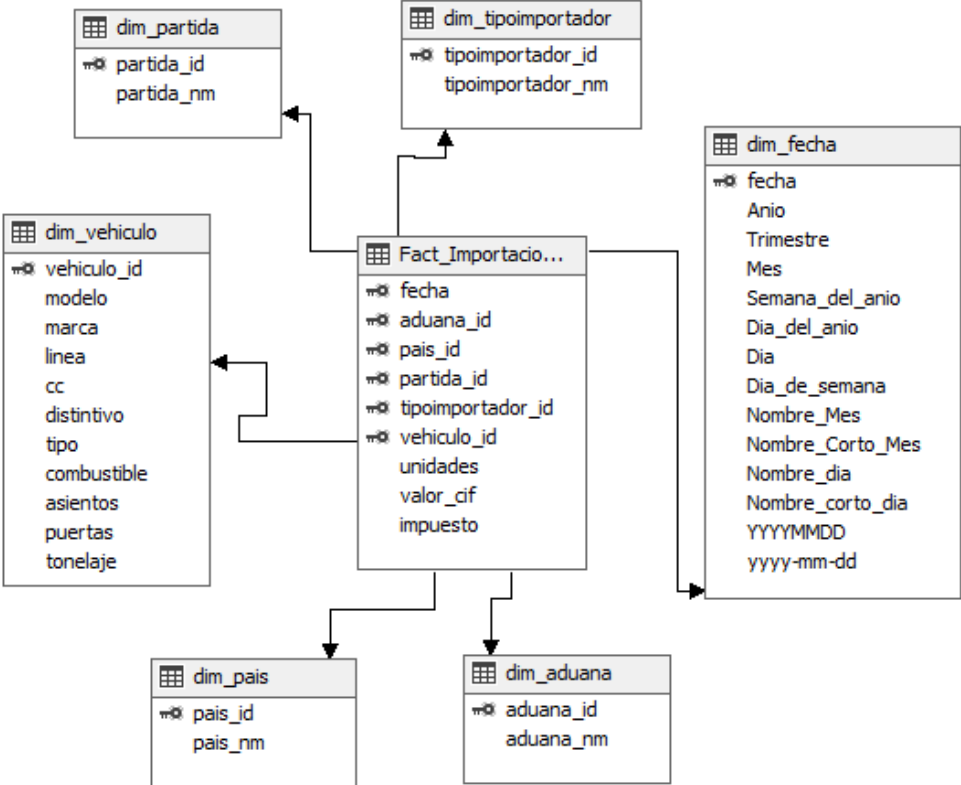 dim_partida
partida_id
partida_nm
dim_tipoimportador
tipoimportador_id
tipoimportador_nm
dim_fecha
fecha
Anio
Trimestre
Mes
Semana_del_anio
Dia_del_anio
Dia
Dia_de_semana
Nombre_Mes
Nombre_Corto_Mes
Nombre_dia
Nombre_corto_dia
YYYYMMDD
yyyy-mm-dd
dim_vehiculo
vehiculo_id
modelo
marca
linea
cc
distintivo
tipo
combustible
asientos
puertas
tonelaje
Fact_Importacio...
fecha
aduana_id
pais_id
partida_id
tipoimportador_id
vehiculo_id
unidades
valor_cif
impuesto
dim_pais
pais_id
pais_nm
dim_aduana
aduana_id
aduana_nm